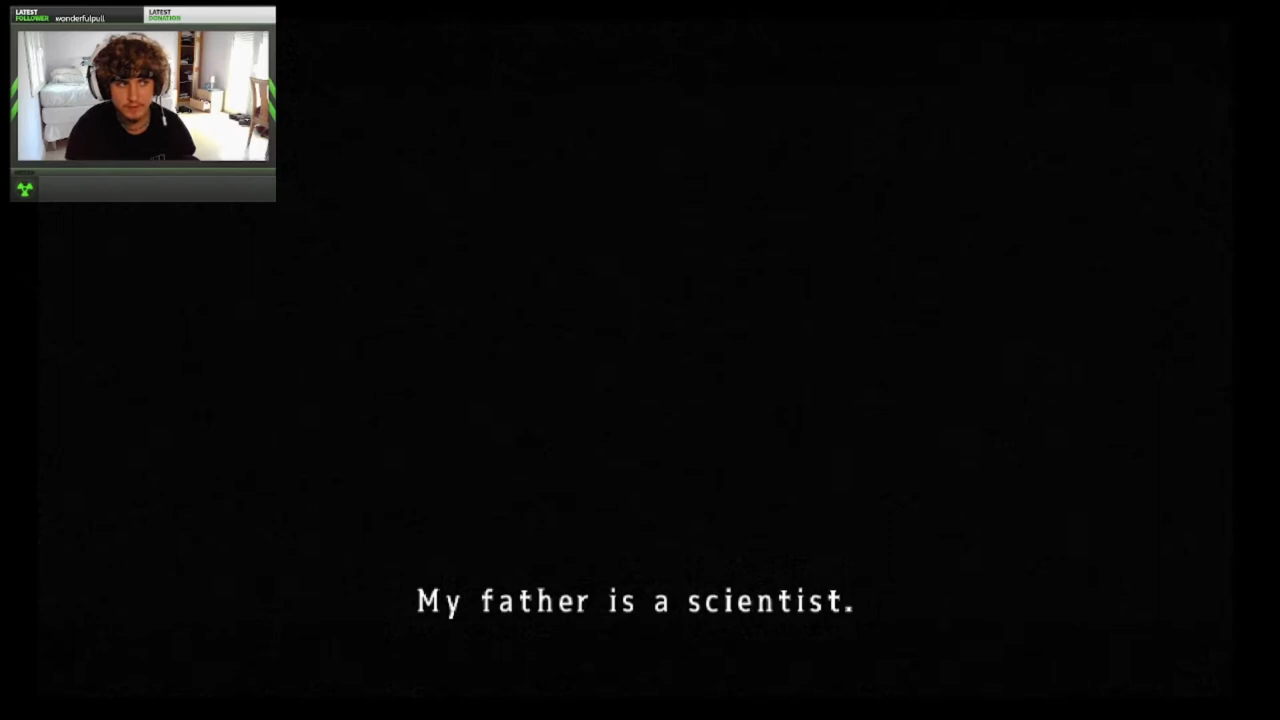 LATEST
FOLLOWER wonderfulpull
LATEST
DONATION
My father is a scientist.